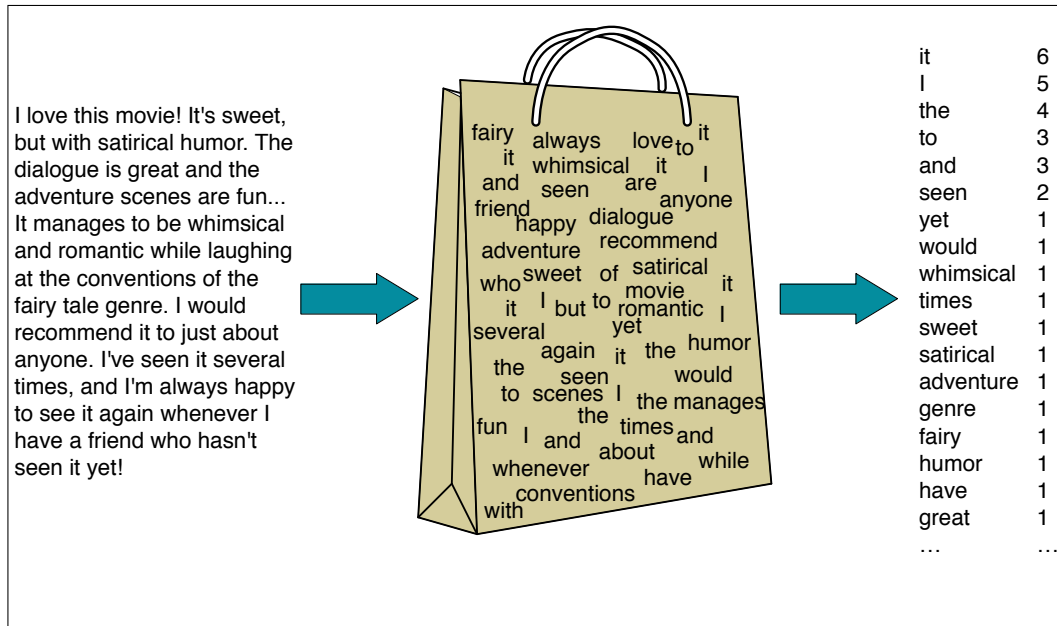 I love this movie! It's sweet,
but with satirical humor. The
dialogue is great and the
adventure scenes are fun...
It manages to be whimsical
and romantic while laughing
at the conventions of the
fairy tale genre. I would
recommend it to just about
anyone. I've seen it several
times, and I'm always happy
to see it again whenever I
have a friend who hasn't
seen it yet!
fairy always love to it
it whimsical it I
and seen are anyone
friend happy dialogue
adventure recommend
who sweet of satirical it
it I but to movie romantic I
several yet
again it the humor
the seen would
to scenes I the manages
fun the times and
I and about
whenever have while
conventions
with
it 6
I 5
the 4
to 3
and 3
seen 2
yet 1
would 1
whimsical 1
times 1
sweet 1
satirical 1
adventure 1
genre 1
fairy 1
humor 1
have 1
great 1
… …